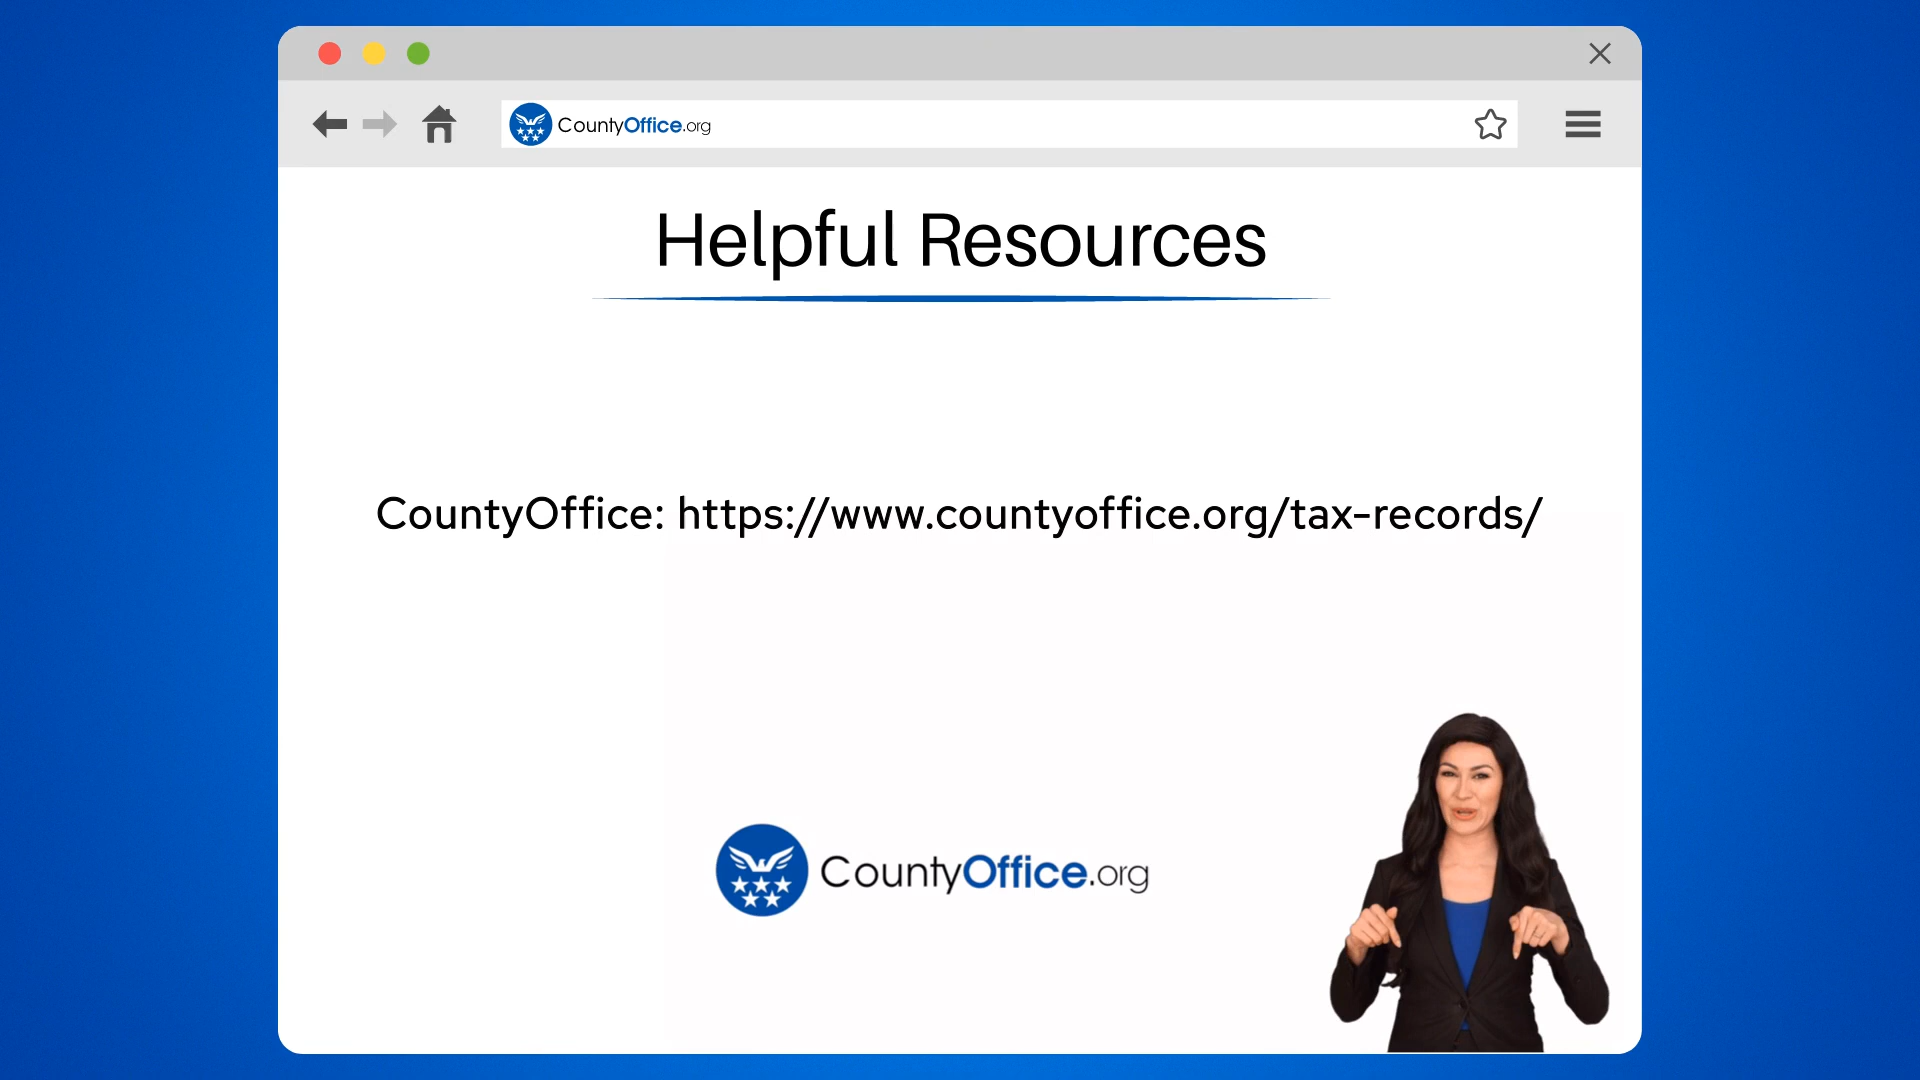 CountyOffice.org
Helpful Resources
CountyOffice: https://www.countyoffice.org/tax-records/
CountyOffice.org